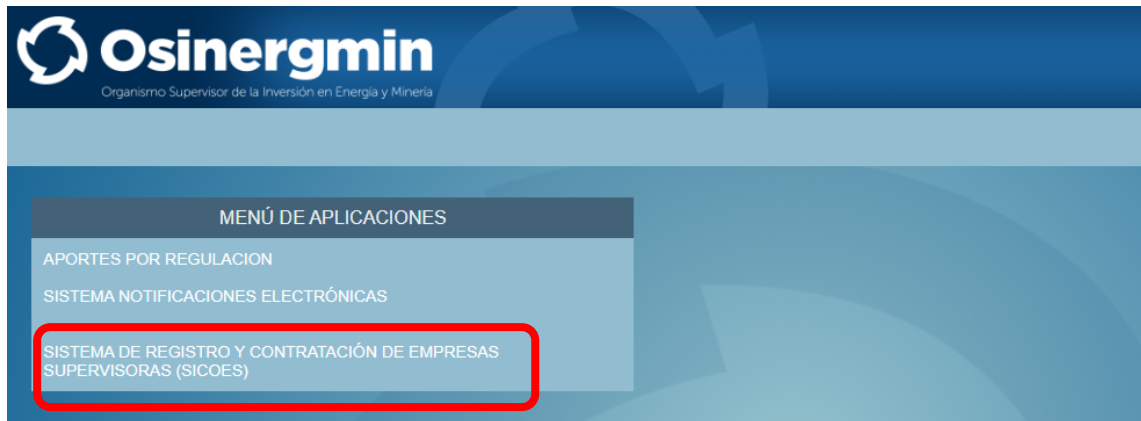 Osinergmin
Organismo Supervisor de la Inversión en Energía y Minería
MENÚ DE APLICACIONES
APORTES POR REGULACION
SISTEMA NOTIFICACIONES ELECTRÓNICAS
SISTEMA DE REGISTRO Y CONTRATACIÓN DE EMPRESAS
SUPERVISORAS (SICOES)